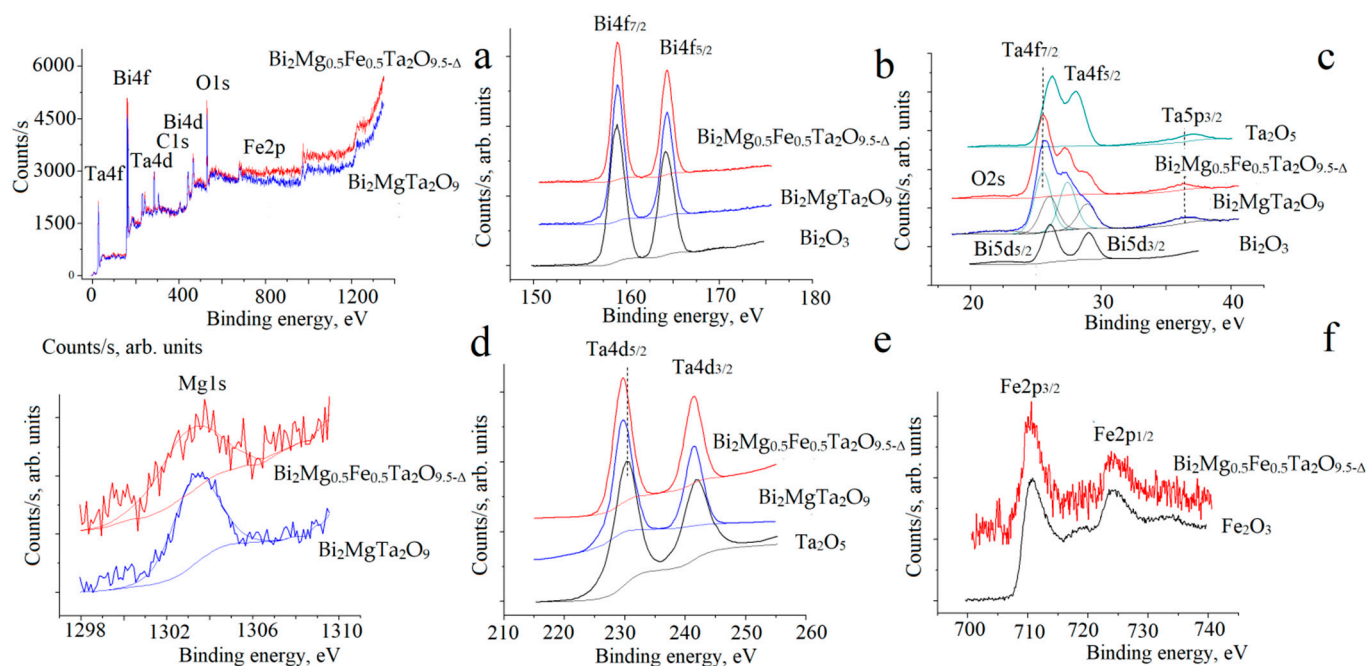 a
6000
4500
3000
1500
0
Counts/s
Bi4f
Ta4f
Ta4d
C1s
Bi4d
O1s
Fe2p
Bi2Mg0.5Fe0.5Ta2O9.5-Δ
Bi2MgTa2O9
0 400 800 1200
Binding energy, eV
b
Counts/s, arb. units
Bi4f7/2
Bi4f5/2
Bi2Mg0.5Fe0.5Ta2O9.5-Δ
Bi2MgTa2O9
Bi2O3
150 160 170 180
Binding energy, eV
c
Counts/s, arb. units
Ta4f7/2
Ta4f5/2
Ta5p3/2
Ta2O5
Bi2Mg0.5Fe0.5Ta2O9.5-Δ
O2s
Bi2MgTa2O9
Bi2O3
Bi5d5/2
Bi5d3/2
20 30 40
Binding energy, eV
d
Counts/s, arb. units
Counts/s, arb. units
Mg1s
Bi2Mg0.5Fe0.5Ta2O9.5-Δ
Bi2MgTa2O9
1298 1302 1306 1310
Binding energy, eV
e
Counts/s, arb. units
Ta4d5/2
Ta4d3/2
Bi2Mg0.5Fe0.5Ta2O9.5-Δ
Bi2MgTa2O9
Ta2O5
210 220 230 240 250 260
Binding energy, eV
f
Counts/s, arb. units
Fe2p3/2
Fe2p1/2
Bi2Mg0.5Fe0.5Ta2O9.5-Δ
Fe2O3
700 710 720 730 740
Binding energy, eV